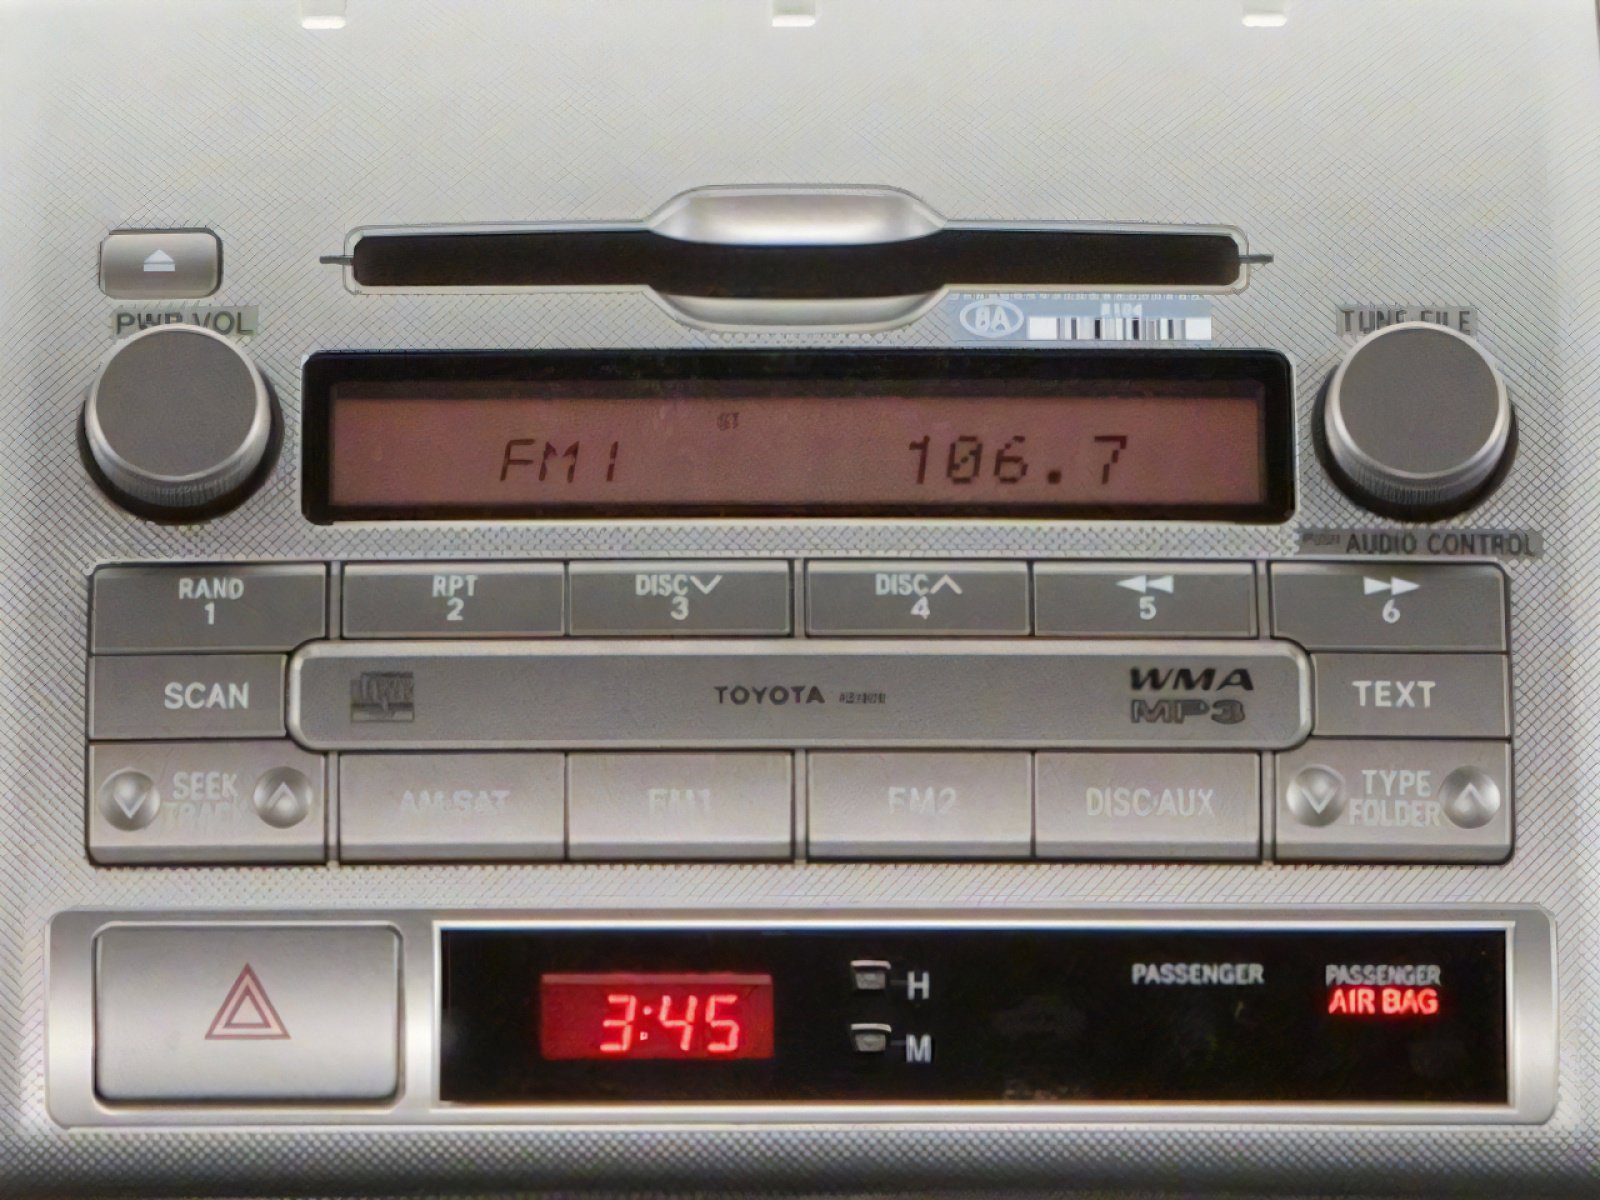 PWR VOL
8A
TUNE FILE
ST
FM1 106.7
PUSH AUDIO CONTROL
RAND
1
RPT
2
DISC
3
DISC
4
5
6
SCAN
TOYOTA
WMA
MP3
TEXT
SEEK
TRACK
AM·SAT
FM1
FM2
DISC·AUX
TYPE
FOLDER
3:45
H
M
PASSENGER
PASSENGER
AIR BAG